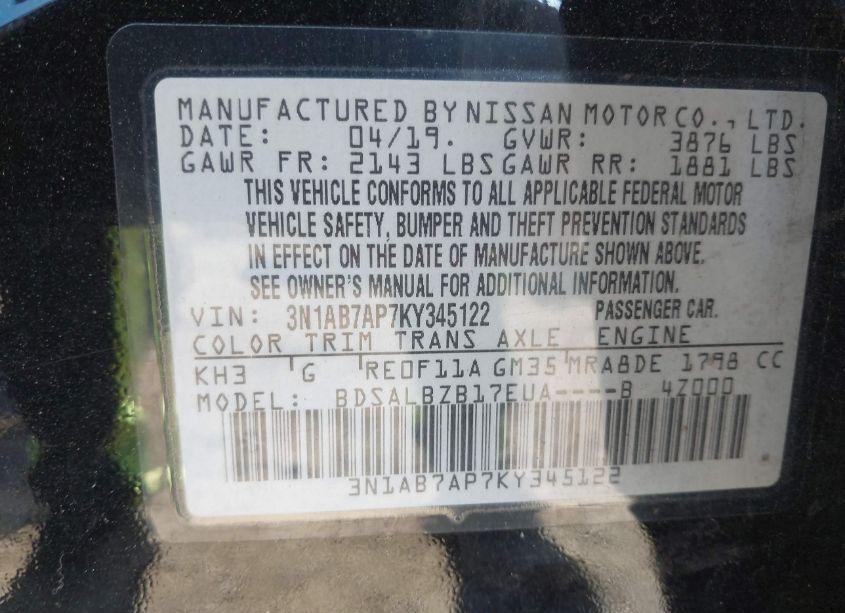 MANUFACTURED BY NISSAN MOTOR CO., LTD.
DATE: 04/19. GVWR: 3876 LBS
GAWR FR: 2143 LBS GAWR RR: 1881 LBS
THIS VEHICLE CONFORMS TO ALL APPLICABLE FEDERAL MOTOR
VEHICLE SAFETY, BUMPER AND THEFT PREVENTION STANDARDS
IN EFFECT ON THE DATE OF MANUFACTURE SHOWN ABOVE.
SEE OWNER'S MANUAL FOR ADDITIONAL INFORMATION.
VIN: 3N1AB7AP7KY345122 PASSENGER CAR.
COLOR TRIM TRANS AXLE ENGINE
KH3 G RE0F11A GM35 MRA8DE 1798 CC
MODEL: BDSALBZB17EUA----B 4Z000
3N1AB7AP7KY345122